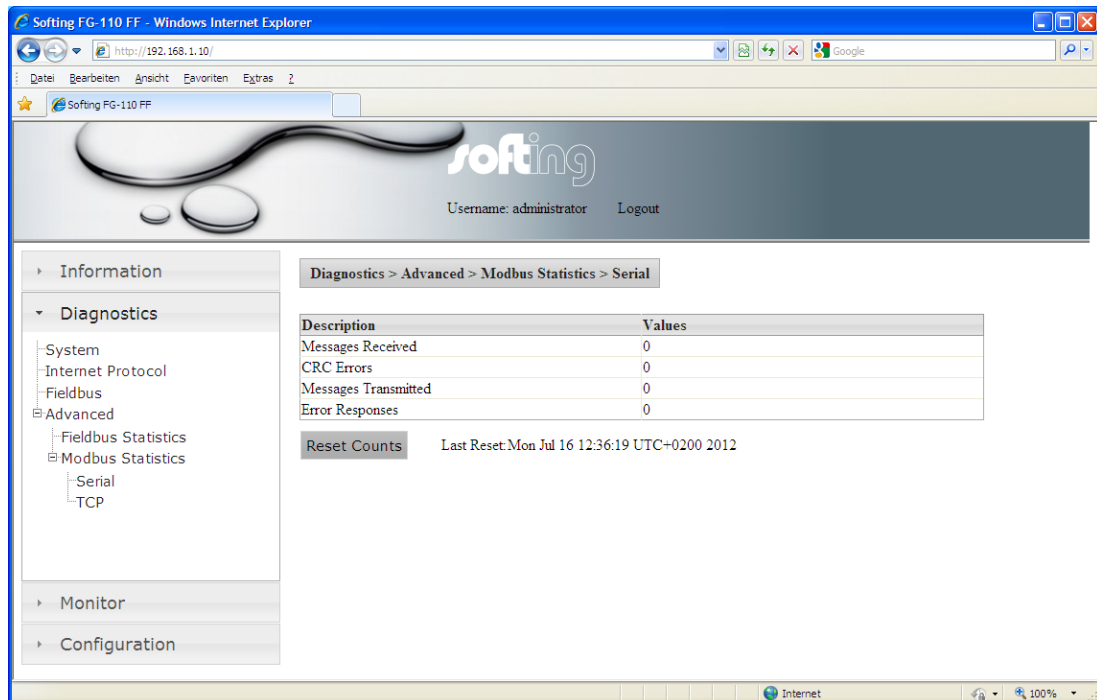 Softing FG-110 FF - Windows Internet Explorer
http://192.168.1.10/
Google
Datei Bearbeiten Ansicht Favoriten Extras ?
Softing FG-110 FF
softing
Username: administrator Logout
Information
Diagnostics
System
Internet Protocol
Fieldbus
Advanced
Fieldbus Statistics
Modbus Statistics
Serial
TCP
Monitor
Configuration
Diagnostics > Advanced > Modbus Statistics > Serial
Description Values
Messages Received 0
CRC Errors 0
Messages Transmitted 0
Error Responses 0
Reset Counts Last Reset:Mon Jul 16 12:36:19 UTC+0200 2012
Internet 100%